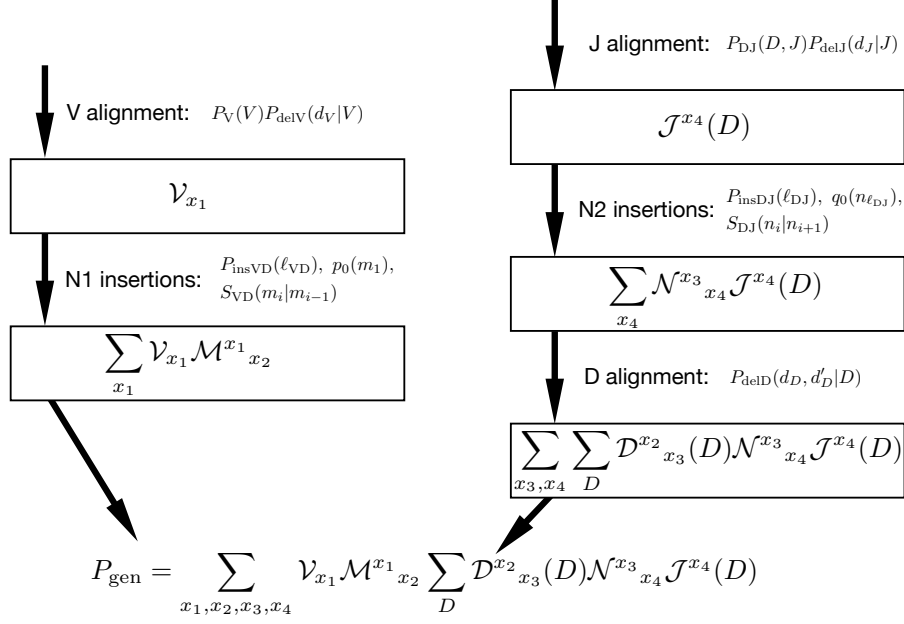 V alignment: P_V(V)P_delV(d_V|V)
𝒱_{x_1}
N1 insertions: P_insVD(ℓ_VD), p_0(m_1),
S_VD(m_i|m_{i−1})
∑_{x_1} 𝒱_{x_1} ℳ^{x_1}_{x_2}
J alignment: P_DJ(D, J)P_delJ(d_J|J)
𝒥^{x_4}(D)
N2 insertions: P_insDJ(ℓ_DJ), q_0(n_{ℓ_DJ}),
S_DJ(n_i|n_{i+1})
∑_{x_4} 𝒩^{x_3}_{x_4} 𝒥^{x_4}(D)
D alignment: P_delD(d_D, d′_D|D)
∑_{x_3,x_4} ∑_D 𝒟^{x_2}_{x_3}(D) 𝒩^{x_3}_{x_4} 𝒥^{x_4}(D)
P_gen = ∑_{x_1,x_2,x_3,x_4} 𝒱_{x_1} ℳ^{x_1}_{x_2} ∑_D 𝒟^{x_2}_{x_3}(D) 𝒩^{x_3}_{x_4} 𝒥^{x_4}(D)